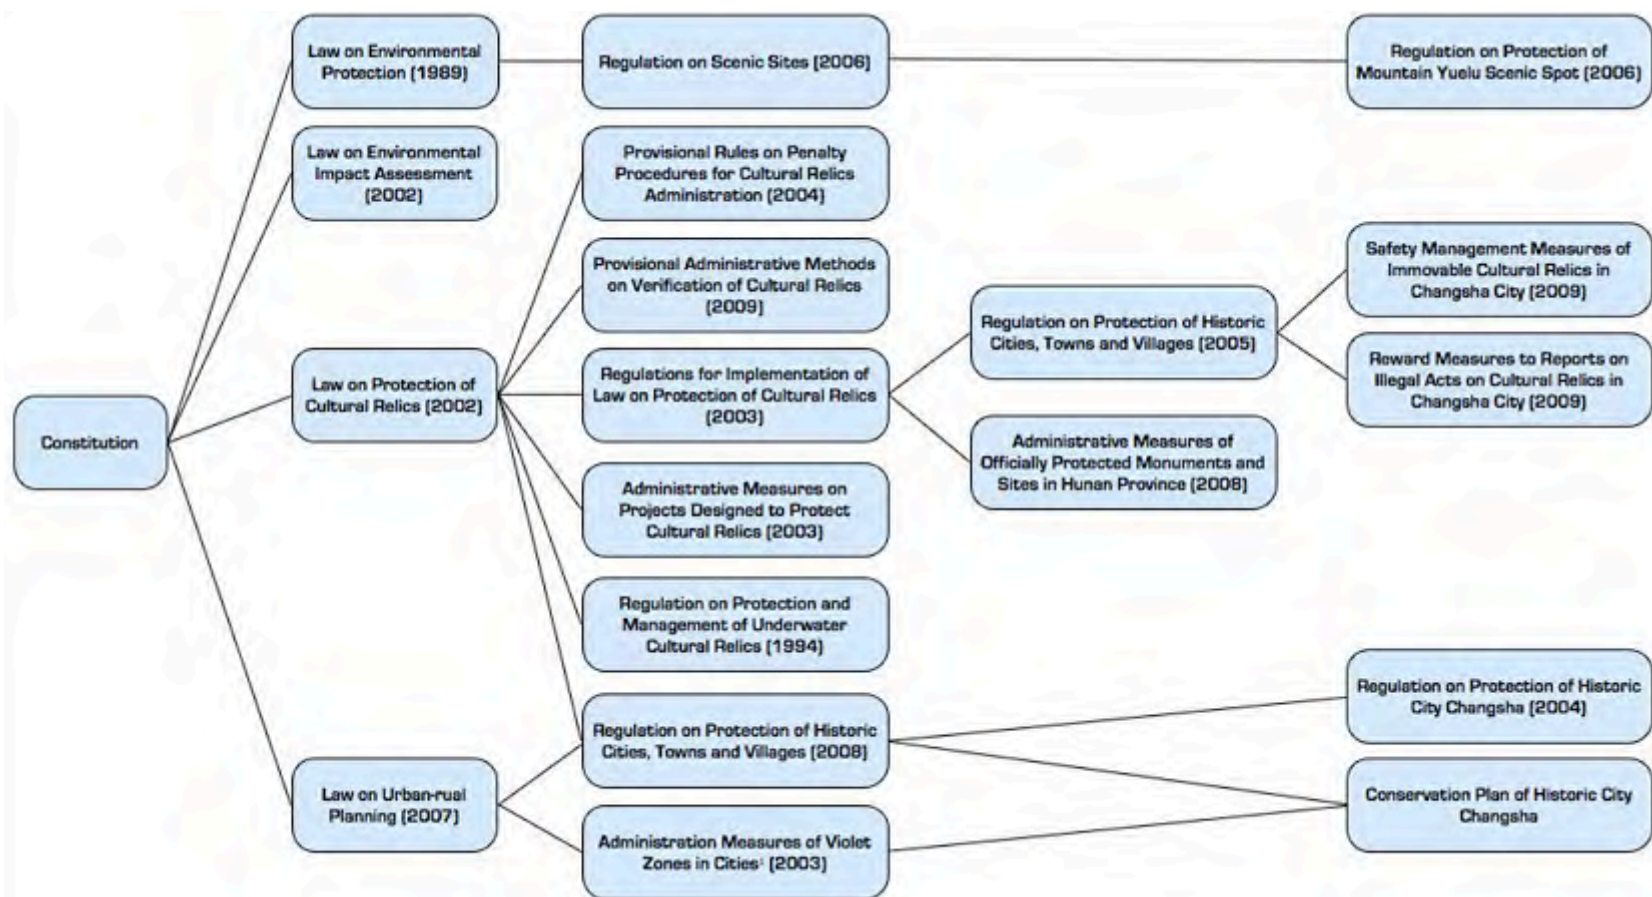 Law on Environmental
Protection (1989)
Regulation on Scenic Sites (2006)
Regulation on Protection of
Mountain Yuelu Scenic Spot (2006)
Law on Environmental
Impact Assessment
(2002)
Provisional Rules on Penalty
Procedures for Cultural Relics
Administration (2004)
Provisional Administrative Methods
on Verification of Cultural Relics
(2009)
Safety Management Measures of
Immovable Cultural Relics in
Changsha City (2009)
Regulation on Protection of Historic
Cities, Towns and Villages (2005)
Reward Measures to Reports on
Illegal Acts on Cultural Relics in
Changsha City (2009)
Law on Protection of
Cultural Relics (2002)
Regulations for Implementation of
Law on Protection of Cultural Relics
(2003)
Constitution
Administrative Measures of
Officially Protected Monuments and
Sites in Hunan Province (2008)
Administrative Measures on
Projects Designed to Protect
Cultural Relics (2003)
Regulation on Protection and
Management of Underwater
Cultural Relics (1994)
Regulation on Protection of Historic
City Changsha (2004)
Regulation on Protection of Historic
Cities, Towns and Villages (2008)
Law on Urban-rual
Planning (2007)
Conservation Plan of Historic City
Changsha
Administration Measures of Violet
Zones in Cities¹ (2003)